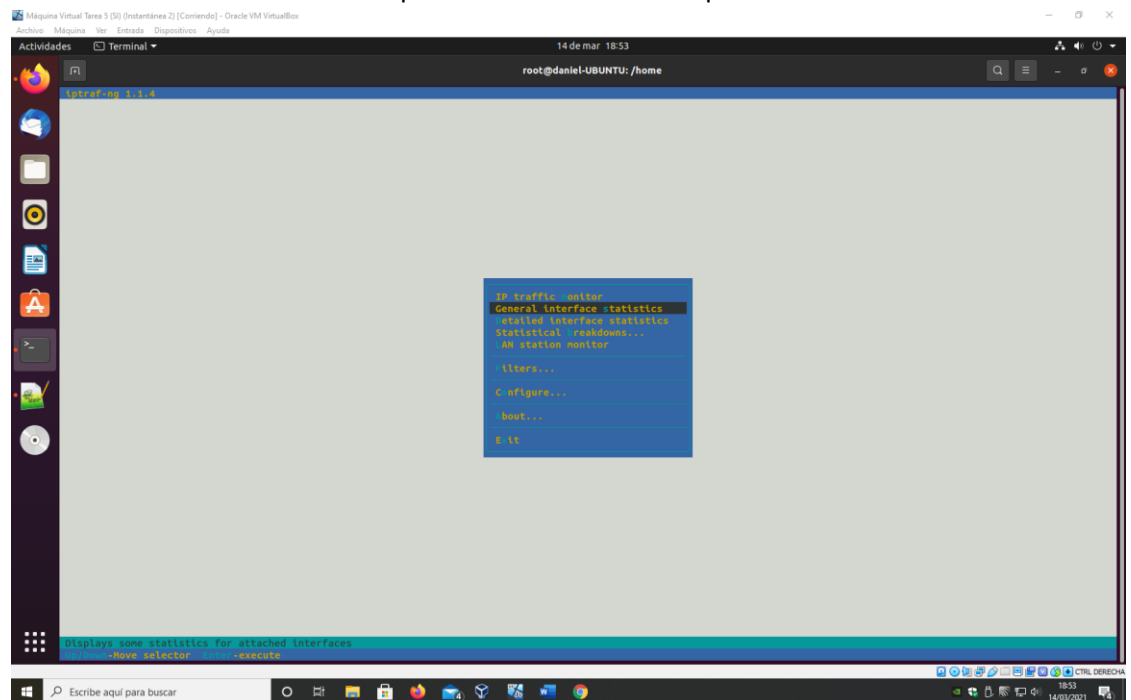 Máquina Virtual Tarea 5 (SI) (Instantánea 2) [Corriendo] - Oracle VM VirtualBox
Archivo Máquina Ver Entrada Dispositivos Ayuda
Actividades Terminal 14 de mar 18:53
root@daniel-UBUNTU: /home
iptraf-ng 1.1.4
IP traffic monitor
General interface statistics
Detailed interface statistics
Statistical breakdowns...
LAN station monitor
Filters...
Configure...
About...
Exit
Displays some statistics for attached interfaces
Up/Down-Move selector Enter-execute
CTRL DERECHA
Escribe aquí para buscar
18:53
14/03/2021